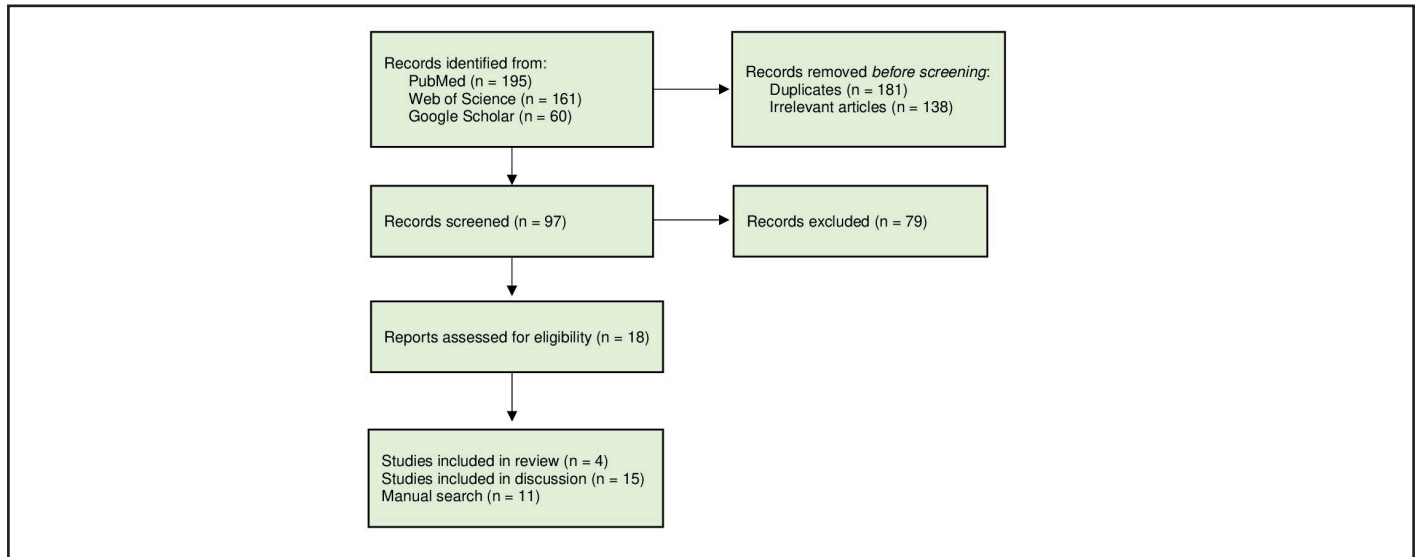 Records identified from:
PubMed (n = 195)
Web of Science (n = 161)
Google Scholar (n = 60)
Records removed before screening:
Duplicates (n = 181)
Irrelevant articles (n = 138)
Records screened (n = 97)
Records excluded (n = 79)
Reports assessed for eligibility (n = 18)
Studies included in review (n = 4)
Studies included in discussion (n = 15)
Manual search (n = 11)